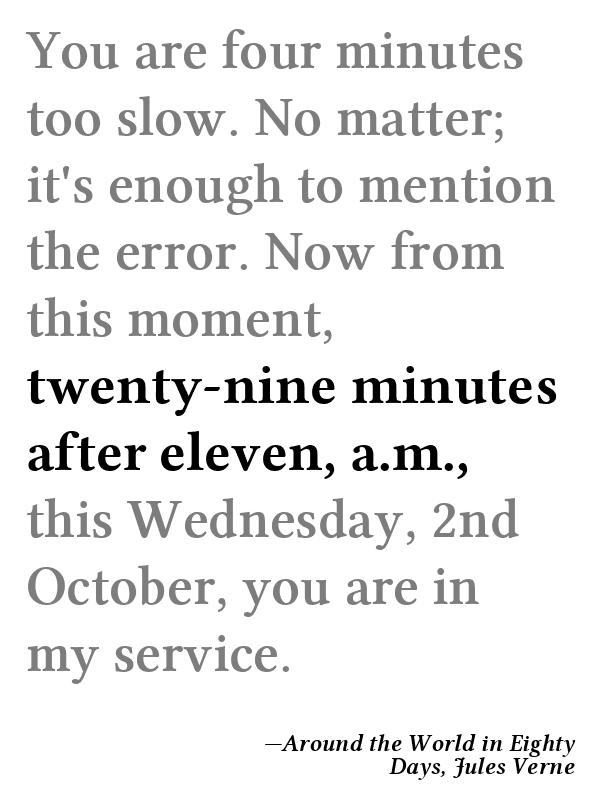 You are four minutes
too slow. No matter;
it's enough to mention
the error. Now from
this moment,
twenty-nine minutes
after eleven, a.m.,
this Wednesday, 2nd
October, you are in
my service.
—Around the World in Eighty
Days, Jules Verne